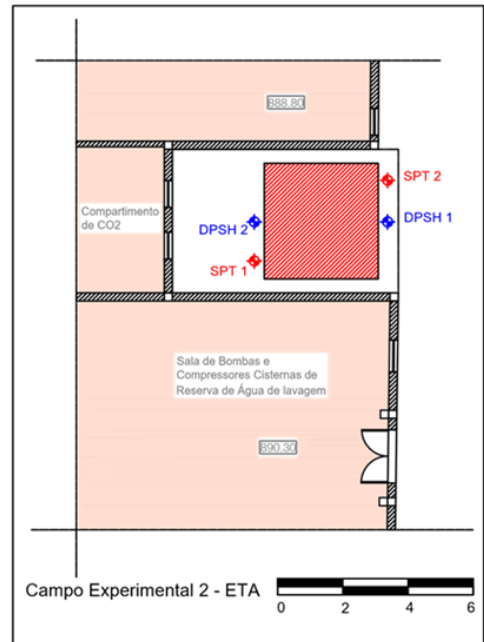 888.80
SPT 2
Compartimento
de CO2
DPSH 2
DPSH 1
SPT 1
Sala de Bombas e
Compressores Cisternas de
Reserva de Água de lavagem
890.30
Campo Experimental 2 - ETA
0 2 4 6